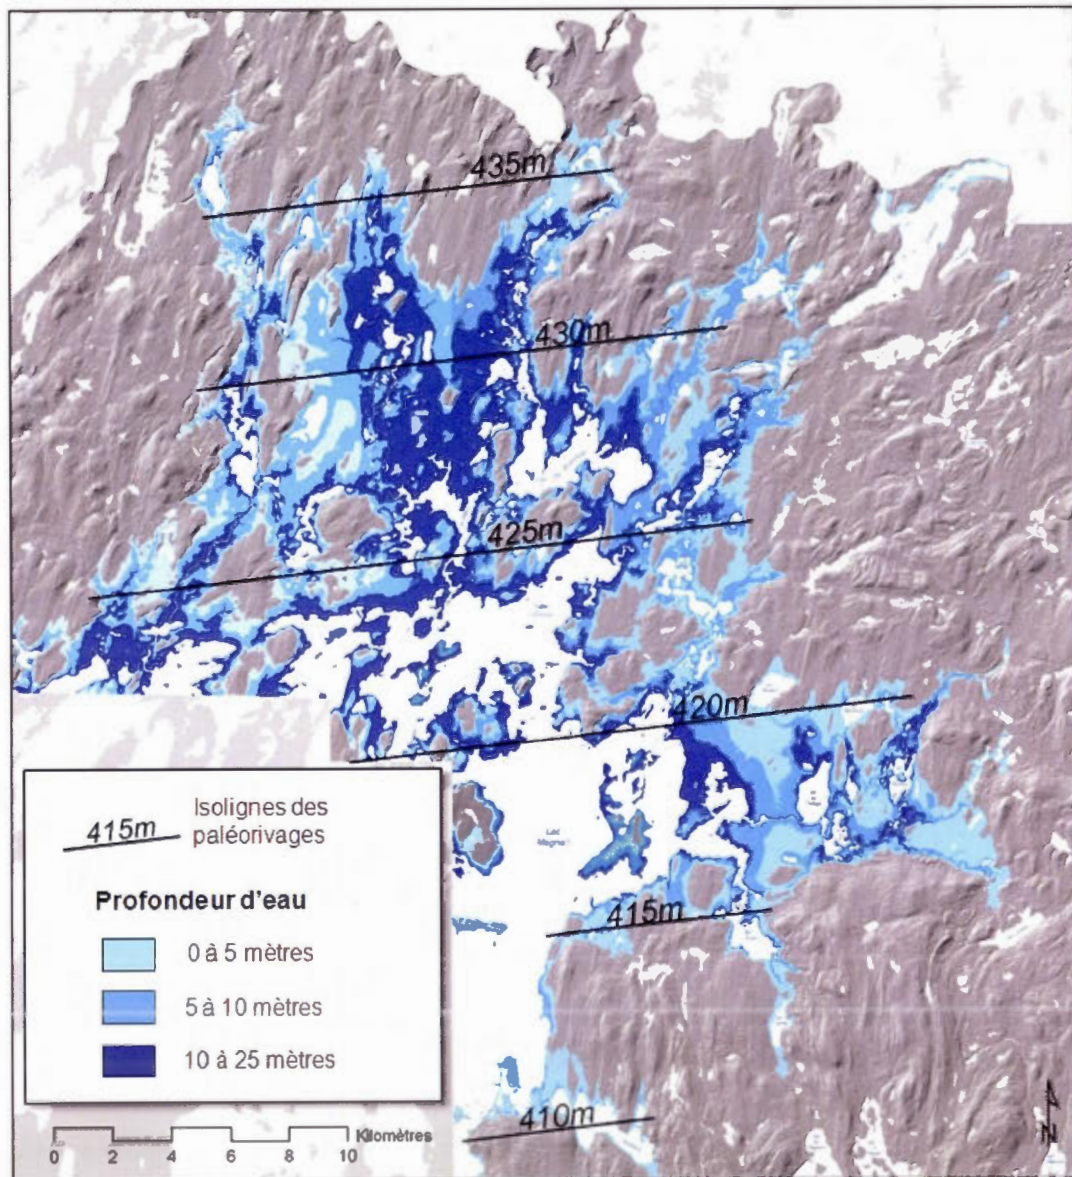 435m
430m
425m
420m
Lac
415m
410m
415m
Isolignes des
paléorivages
Profondeur d'eau
0 à 5 mètres
5 à 10 mètres
10 à 25 mètres
Kilomètres
0 2 4 6 8 10
N